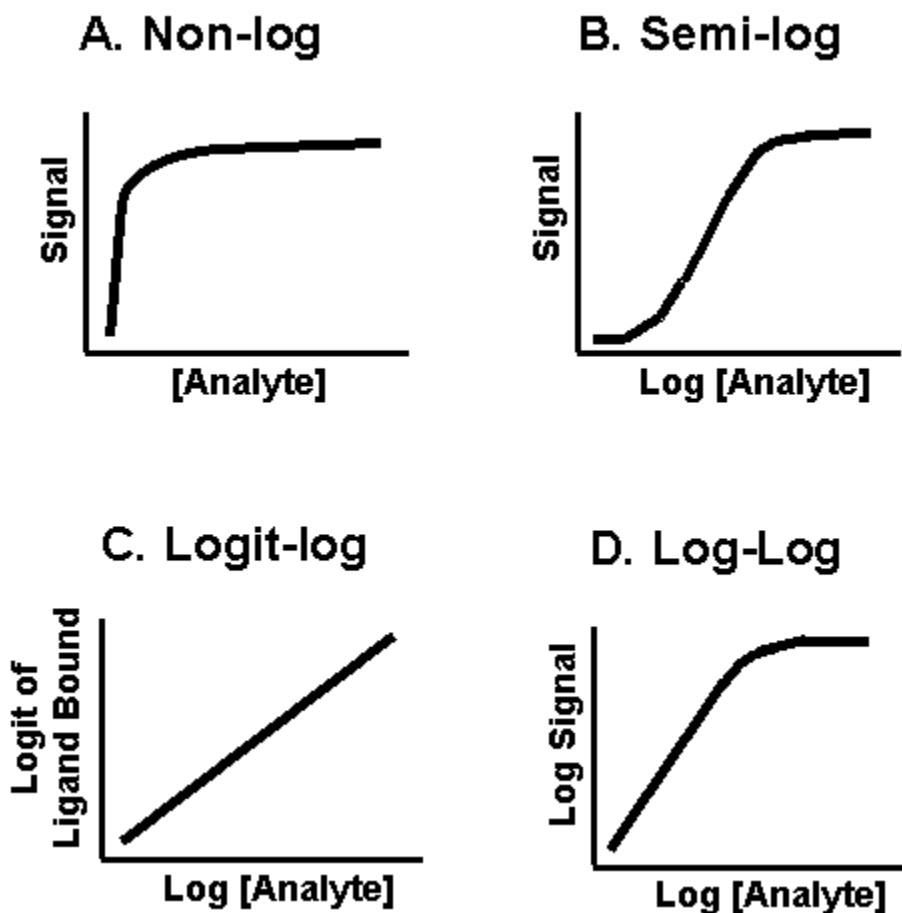 A. Non-log
Signal
[Analyte]
B. Semi-log
Signal
Log [Analyte]
C. Logit-log
Logit of
Ligand Bound
Log [Analyte]
D. Log-Log
Log Signal
Log [Analyte]